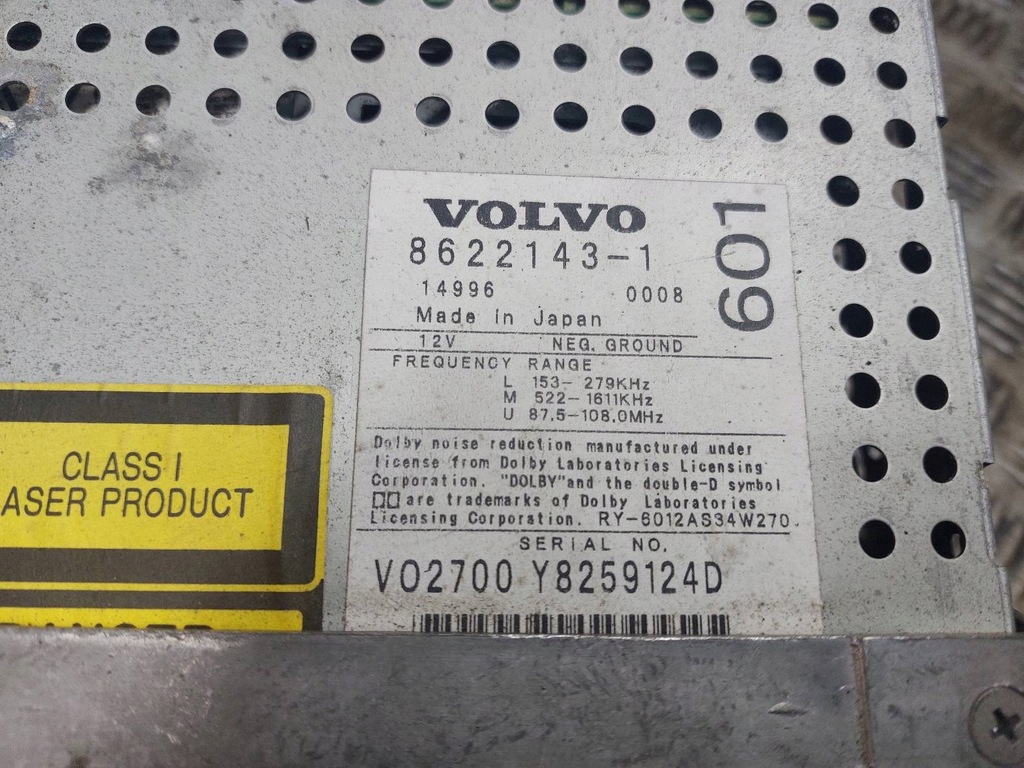 VOLVO
8622143-1
601
14996 0008
Made in Japan
12V NEG. GROUND
FREQUENCY RANGE
L 153- 279KHz
M 522-1611KHz
U 87.5-108.0MHz
Dolby noise reduction manufactured under
license from Dolby Laboratories Licensing
Corporation. "DOLBY"and the double-D symbol
are trademarks of Dolby Laboratories
Licensing Corporation. RY-6012AS34W270
SERIAL NO.
VO2700 Y8259124D
CLASS I
ASER PRODUCT